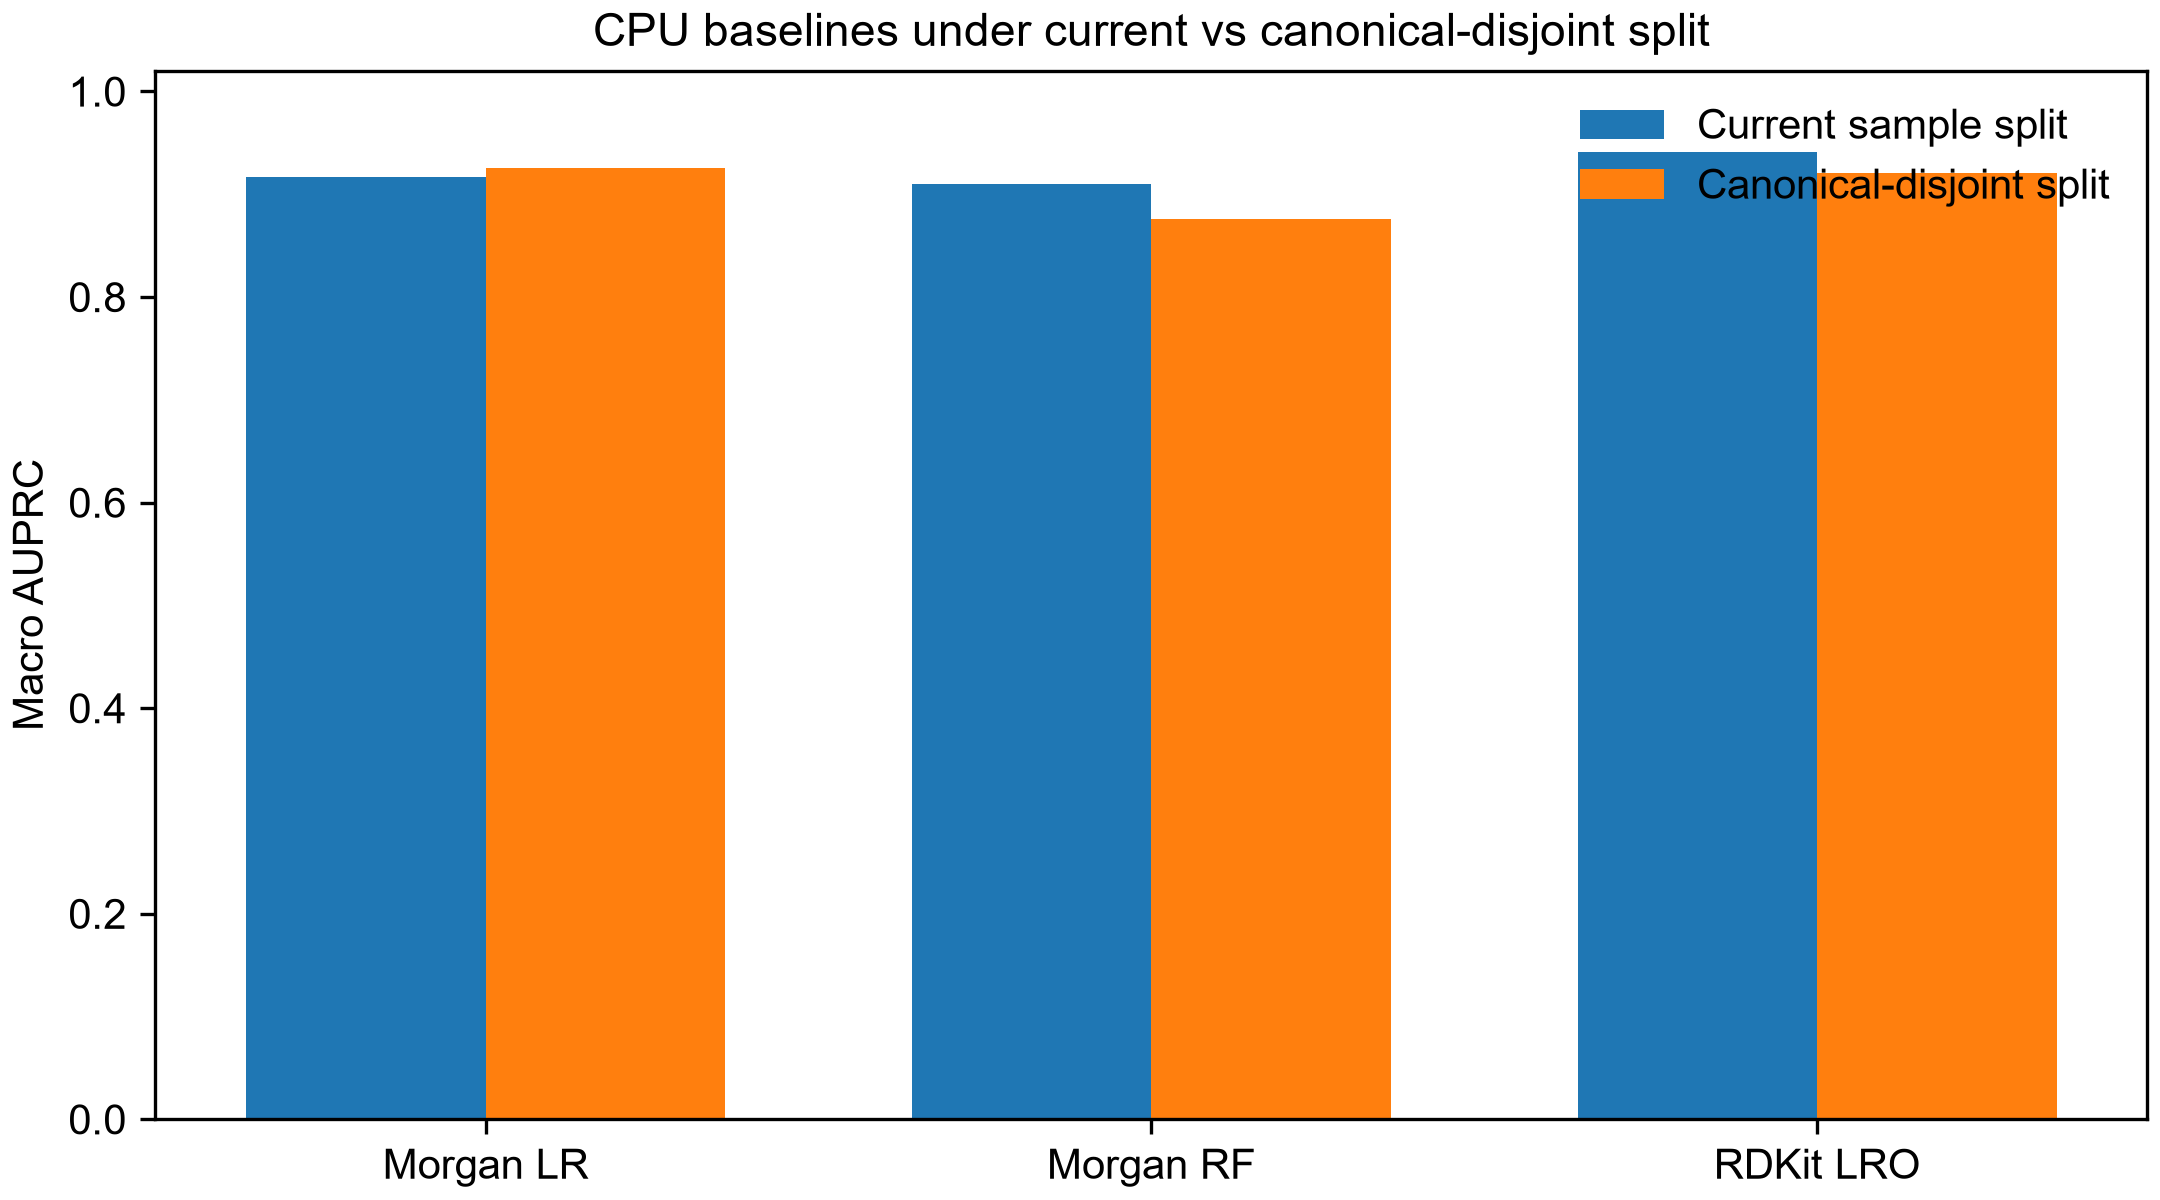 CPU baselines under current vs canonical-disjoint split
Current sample split
Canonical-disjoint split
Macro AUPRC
1.0
0.8
0.6
0.4
0.2
0.0
Morgan LR
Morgan RF
RDKit LRO